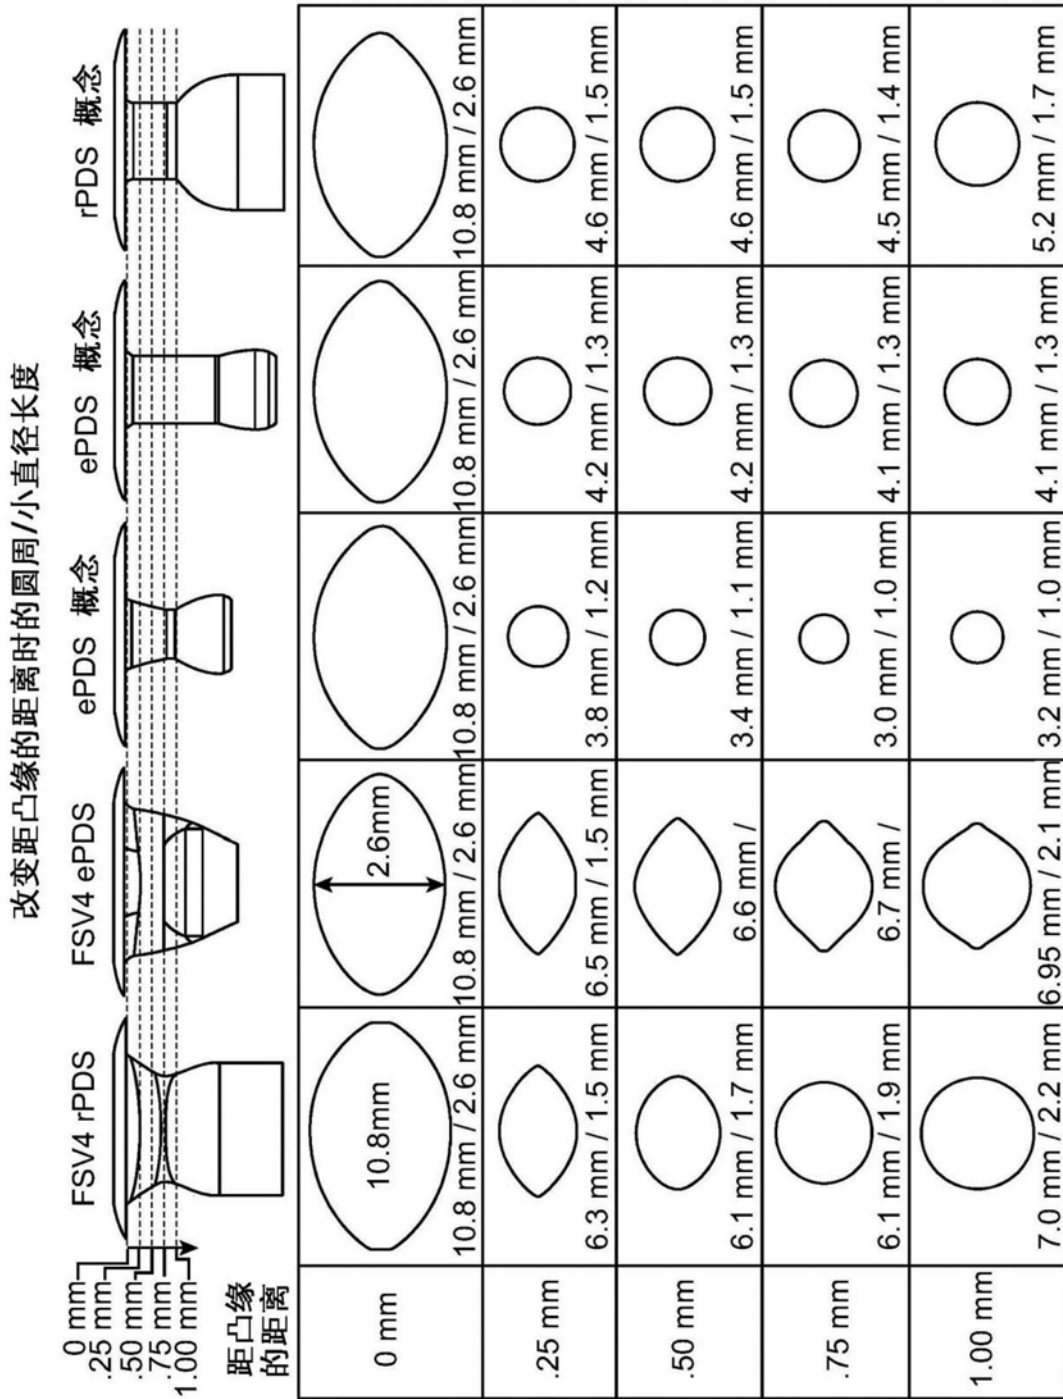 改变距凸缘的距离时的圆周/小直径长度
FSV4 rPDS
FSV4 ePDS
ePDS 概念
ePDS 概念
rPDS 概念
0 mm
.25 mm
.50 mm
.75 mm
1.00 mm
距凸缘
的距离
0 mm
10.8mm
10.8 mm / 2.6 mm
2.6mm
10.8 mm / 2.6 mm
10.8 mm / 2.6 mm
10.8 mm / 2.6 mm
10.8 mm / 2.6 mm
.25 mm
6.3 mm / 1.5 mm
6.5 mm / 1.5 mm
3.8 mm / 1.2 mm
4.2 mm / 1.3 mm
4.6 mm / 1.5 mm
.50 mm
6.1 mm / 1.7 mm
6.6 mm /
3.4 mm / 1.1 mm
4.2 mm / 1.3 mm
4.6 mm / 1.5 mm
.75 mm
6.1 mm / 1.9 mm
6.7 mm /
3.0 mm / 1.0 mm
4.1 mm / 1.3 mm
4.5 mm / 1.4 mm
1.00 mm
7.0 mm / 2.2 mm
6.95 mm / 2.1 mm
3.2 mm / 1.0 mm
4.1 mm / 1.3 mm
5.2 mm / 1.7 mm